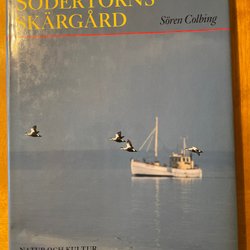 SÖDERTÖRNS
SKÄRGÅRD
Sören Colbing
NATUR OCH KULTUR